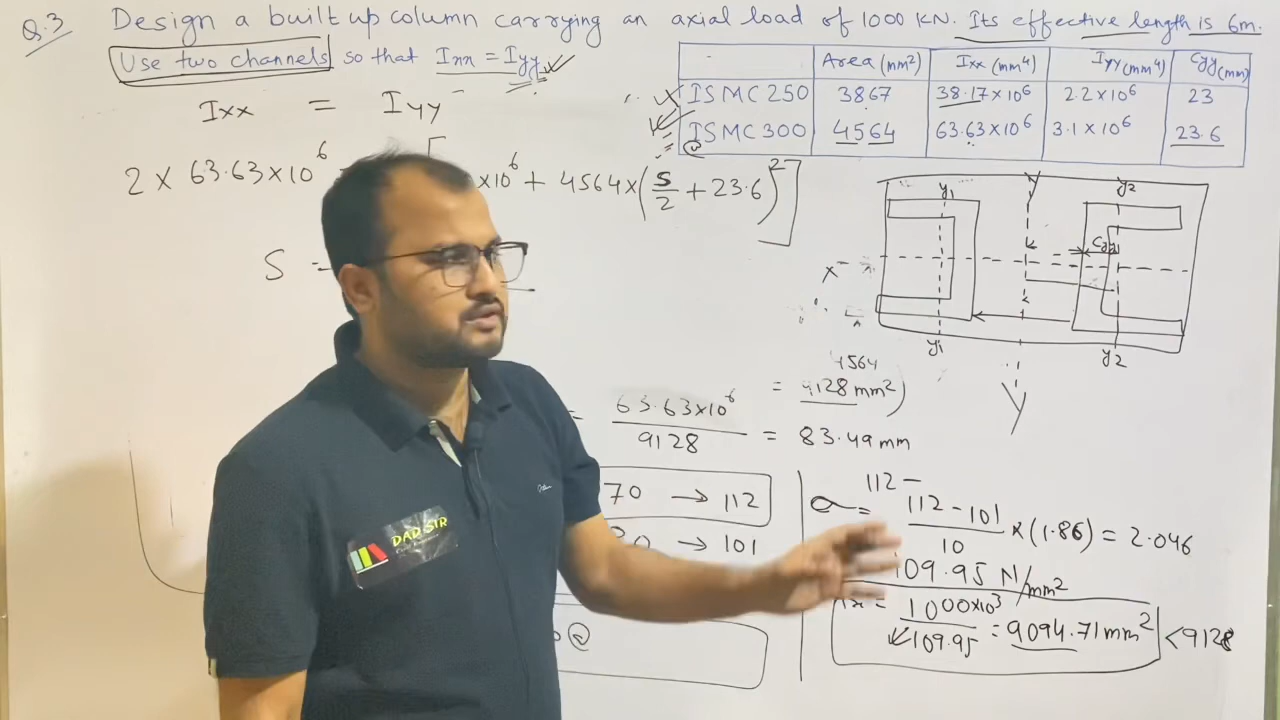 Q.3 Design a built up column carrying an axial load of 1000 KN. Its effective length is 6m.
Use two channels so that Ixx = Iyy.
Area (mm²) Ixx (mm⁴) Iyy (mm⁴) Cyy (mm)
ISMC 250 3867 38.17×10⁶ 2.2×10⁶ 23
ISMC 300 4564 63.63×10⁶ 3.1×10⁶ 23.6
Ixx = Iyy
2 × 63.63×10⁶ ×10⁶ + 4564×(S/2 + 23.6)²]
S =
y1 Y y2
Cyy
x
y1 y2
Y
4564
= 9128 mm²)
= 63.63×10⁶ / 9128 = 83.49 mm
70 → 112
→ 101
112 -
σ = 112 - 101 / 10 × (1.86) = 2.046
109.95 N/mm²
= 1000×10³ / 109.95 = 9094.71 mm² < 9128
DAD SIR